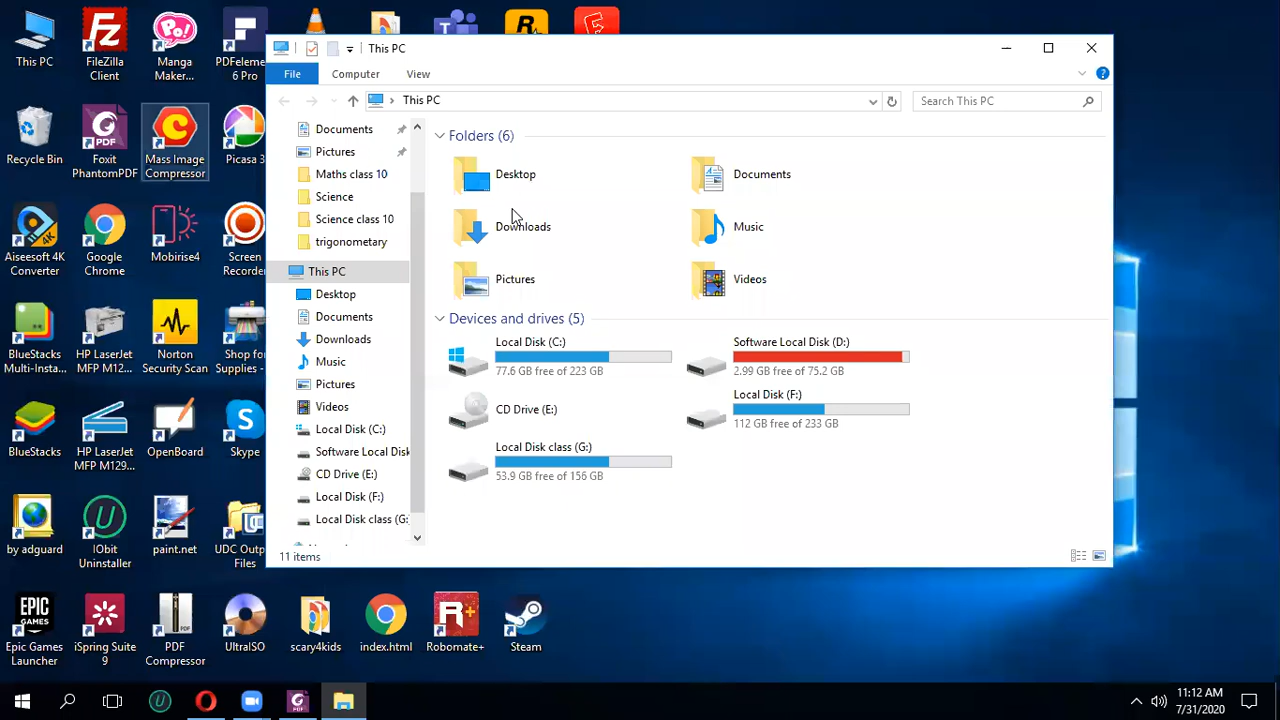 This PC
FileZilla
Client
Manga
Maker...
PDFelement
6 Pro
Recycle Bin
Foxit
PhantomPDF
Mass Image
Compressor
Picasa 3
Aiseesoft 4K
Converter
Google
Chrome
Mobirise4
Screen
Recorder
BlueStacks
Multi-Insta...
HP LaserJet
MFP M12...
Norton
Security Scan
Shop for
Supplies -
BlueStacks
HP LaserJet
MFP M129...
OpenBoard
Skype
by adguard
IObit
Uninstaller
paint.net
UDC Outp
Files
Epic Games
Launcher
iSpring Suite
9
PDF
Compressor
UltraISO
scary4kids
index.html
Robomate+
Steam
This PC
File
Computer
View
This PC
Search This PC
Documents
Pictures
Maths class 10
Science
Science class 10
trigonometary
This PC
Desktop
Documents
Downloads
Music
Pictures
Videos
Local Disk (C:)
Software Local Disk
CD Drive (E:)
Local Disk (F:)
Local Disk class (G:
Folders (6)
Desktop
Documents
Downloads
Music
Pictures
Videos
Devices and drives (5)
Local Disk (C:)
77.6 GB free of 223 GB
Software Local Disk (D:)
2.99 GB free of 75.2 GB
CD Drive (E:)
Local Disk (F:)
112 GB free of 233 GB
Local Disk class (G:)
53.9 GB free of 156 GB
11 items
11:12 AM
7/31/2020